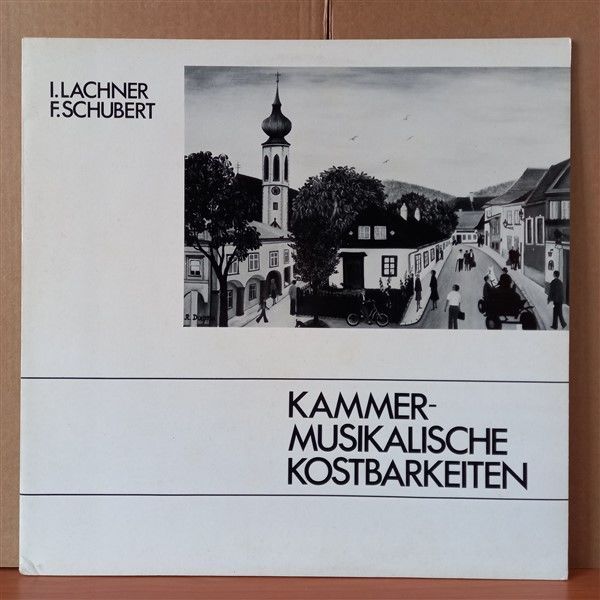 I. LACHNER
F. SCHUBERT
KAMMER-
MUSIKALISCHE
KOSTBARKEITEN